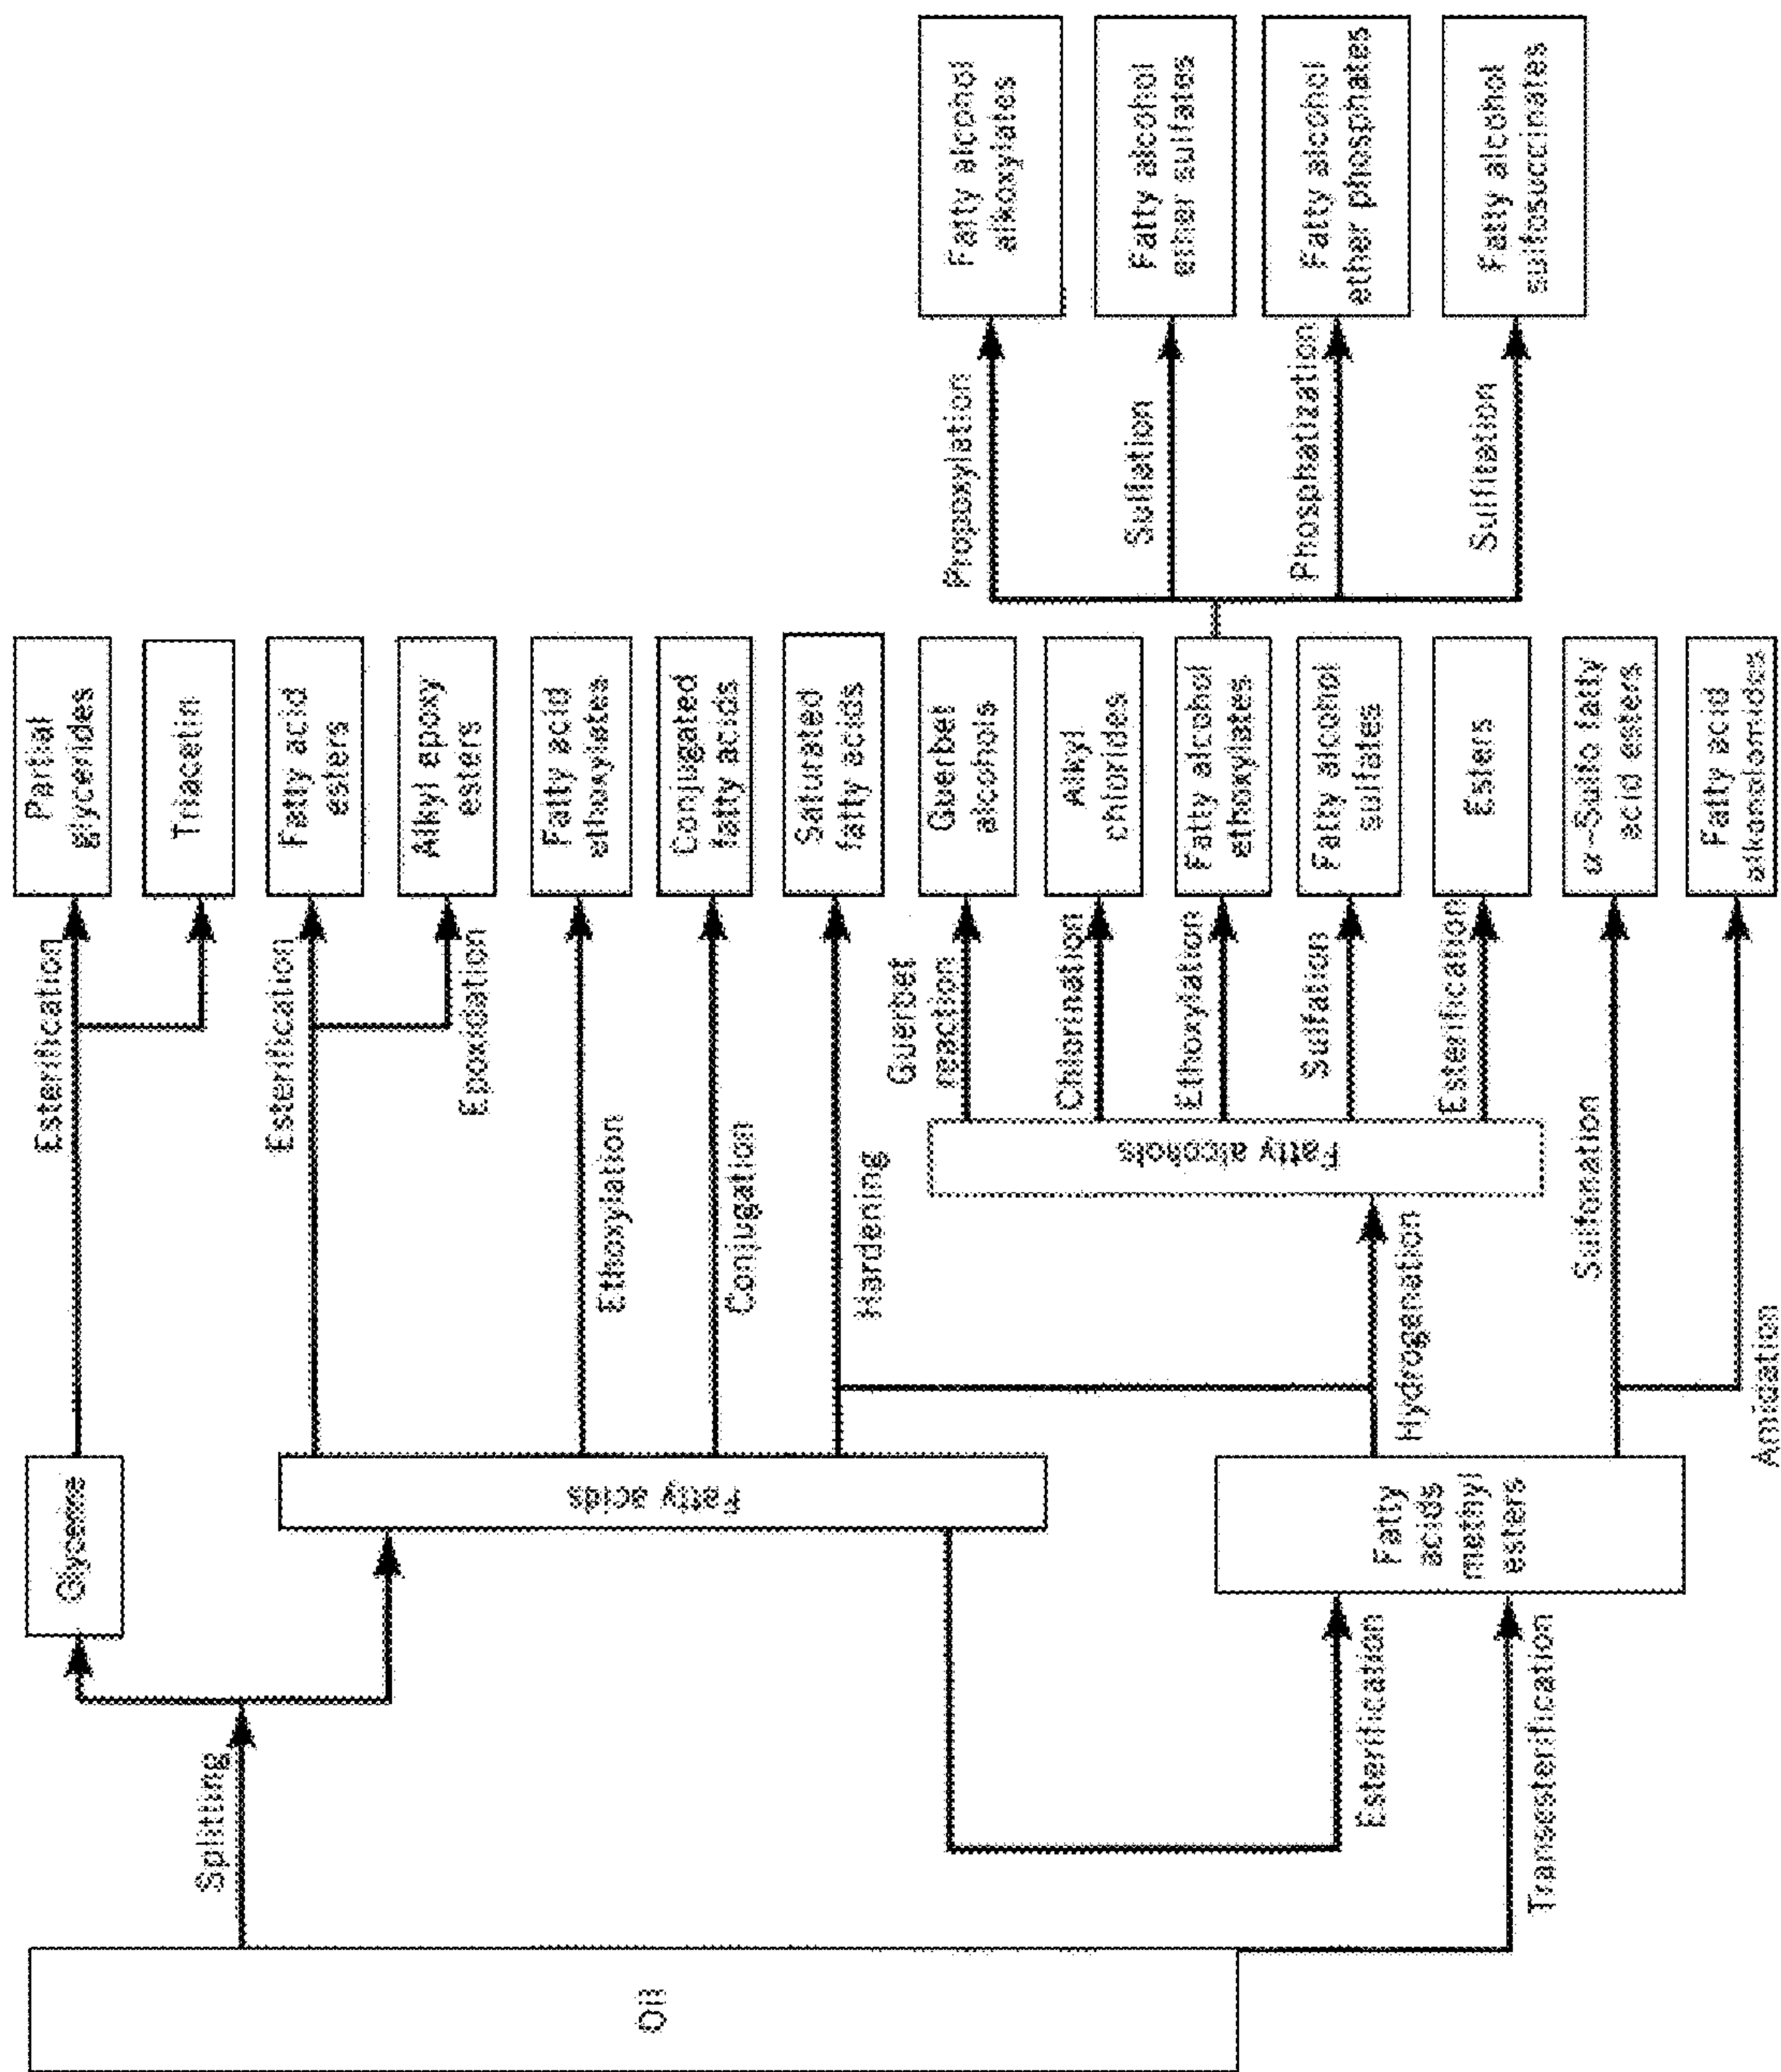 Oil
Splitting
Transesterification
Esterification
Glycerine
Fatty acids
Fatty
acids
methyl
esters
Esterification
Esterification
Epoxidation
Ethoxylation
Conjugation
Hardening
Hydrogenation
Sulfonation
Amidation
Fatty alcohols
Guerbet
reaction
Chlorination
Ethoxylation
Sulfation
Esterification
Partial
glycerides
Triacetin
Fatty acid
esters
Alkyl epoxy
esters
Fatty acid
ethoxylates
Conjugated
fatty acids
Saturated
fatty acids
Guerbet
alcohols
Alkyl
chlorides
Fatty alcohol
ethoxylates
Fatty alcohol
sulfates
Esters
α-Sulfo fatty
acid esters
Fatty acid
alkanolomides
Propoxylation
Sulfation
Phosphatization
Sulfitation
Fatty alcohol
alkoxylates
Fatty alcohol
ether sulfates
Fatty alcohol
ether phosphates
Fatty alcohol
sulfosuccinates